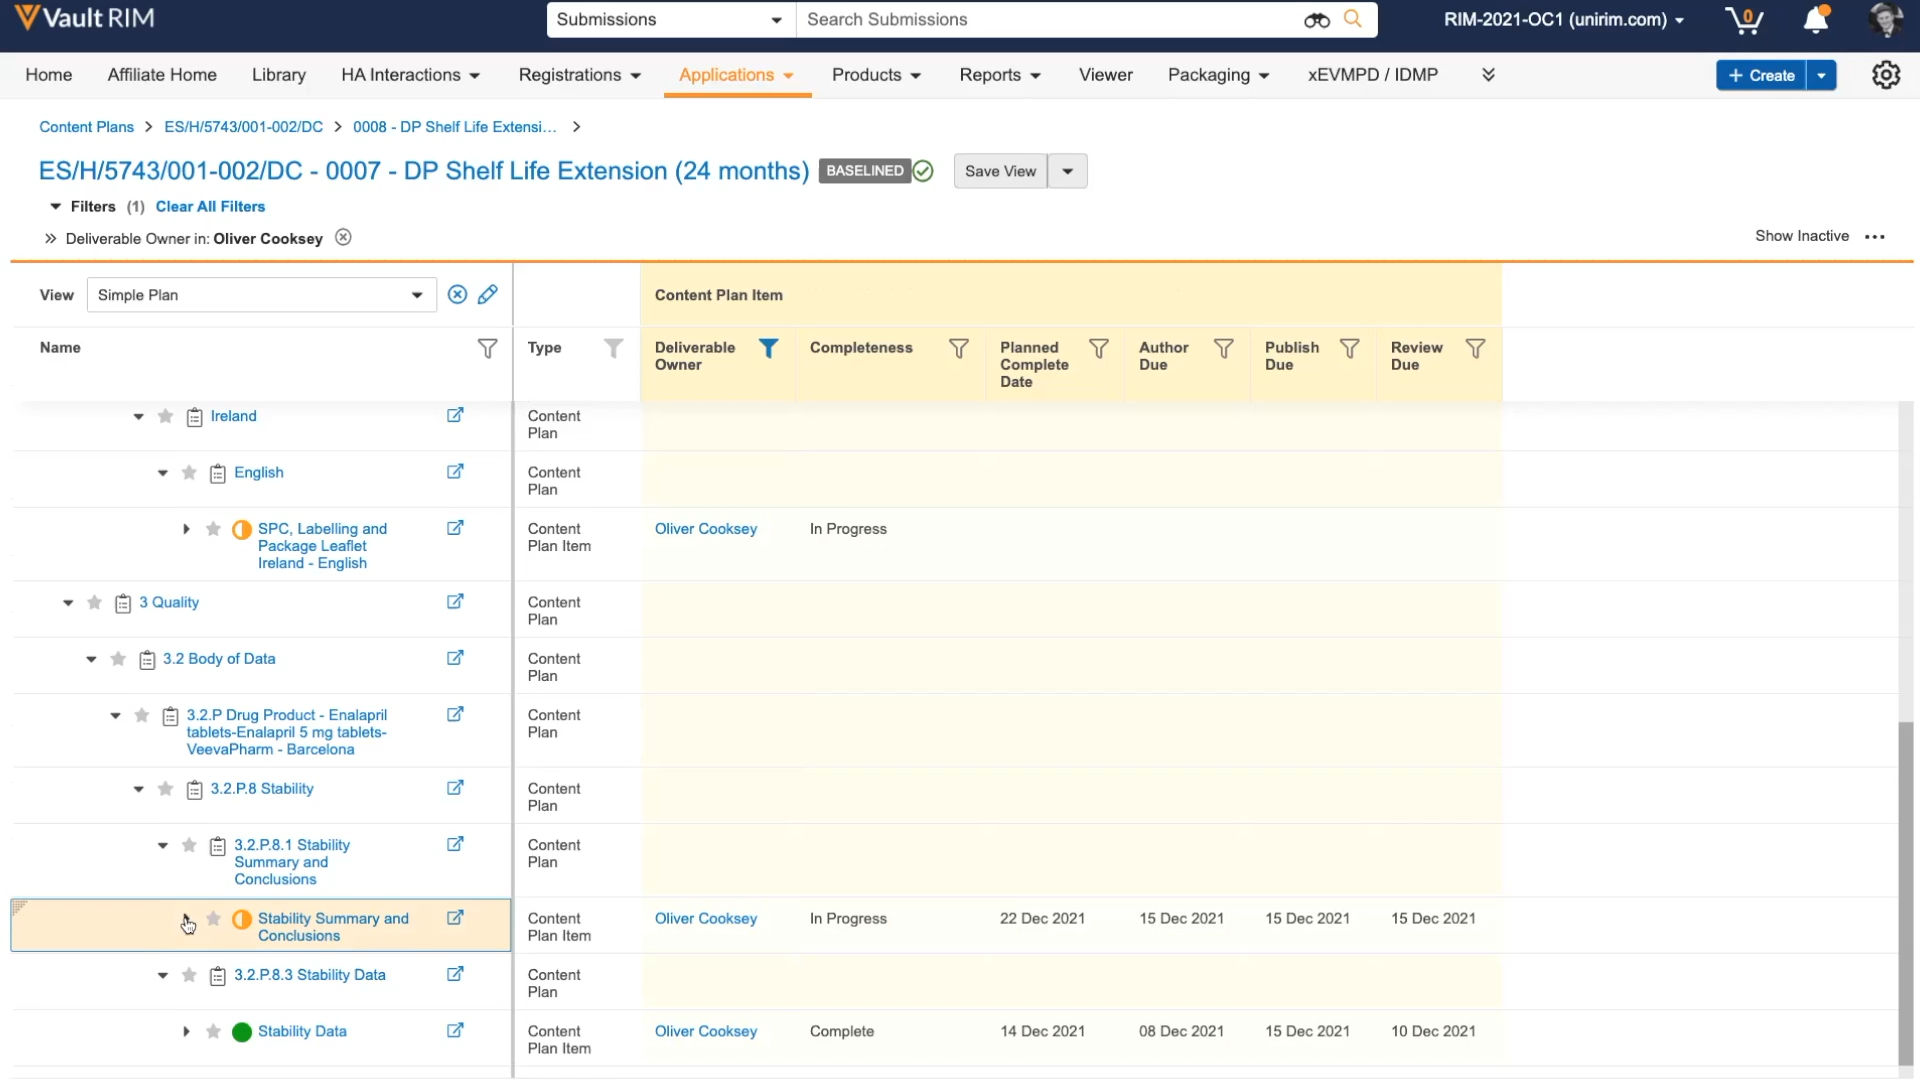 Vault RIM
Submissions
Search Submissions
RIM-2021-OC1 (unirim.com)
0
Home
Affiliate Home
Library
HA Interactions
Registrations
Applications
Products
Reports
Viewer
Packaging
xEVMPD / IDMP
+ Create
Content Plans > ES/H/5743/001-002/DC > 0008 - DP Shelf Life Extensi... >
ES/H/5743/001-002/DC - 0007 - DP Shelf Life Extension (24 months)
BASELINED
Save View
Filters (1) Clear All Filters
Deliverable Owner in: Oliver Cooksey
Show Inactive
View
Simple Plan
Content Plan Item
Name
Type
Deliverable
Owner
Completeness
Planned
Complete
Date
Author
Due
Publish
Due
Review
Due
Ireland
Content
Plan
English
Content
Plan
SPC, Labelling and
Package Leaflet
Ireland - English
Content
Plan Item
Oliver Cooksey
In Progress
3 Quality
Content
Plan
3.2 Body of Data
Content
Plan
3.2.P Drug Product - Enalapril
tablets-Enalapril 5 mg tablets-
VeevaPharm - Barcelona
Content
Plan
3.2.P.8 Stability
Content
Plan
3.2.P.8.1 Stability
Summary and
Conclusions
Content
Plan
Stability Summary and
Conclusions
Content
Plan Item
Oliver Cooksey
In Progress
22 Dec 2021
15 Dec 2021
15 Dec 2021
15 Dec 2021
3.2.P.8.3 Stability Data
Content
Plan
Stability Data
Content
Plan Item
Oliver Cooksey
Complete
14 Dec 2021
08 Dec 2021
15 Dec 2021
10 Dec 2021